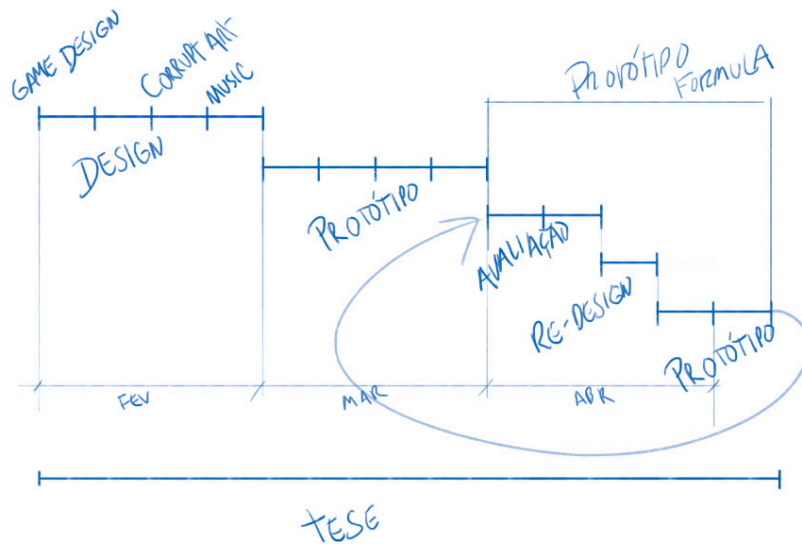 GAME DESIGN
CORRUPT ART
MUSIC
DESIGN
PROTÓTIPO
PROTÓTIPO
FORMULA
AVALIAÇÃO
RE-DESIGN
PROTÓTIPO
FEV
MAR
ABR
TESE